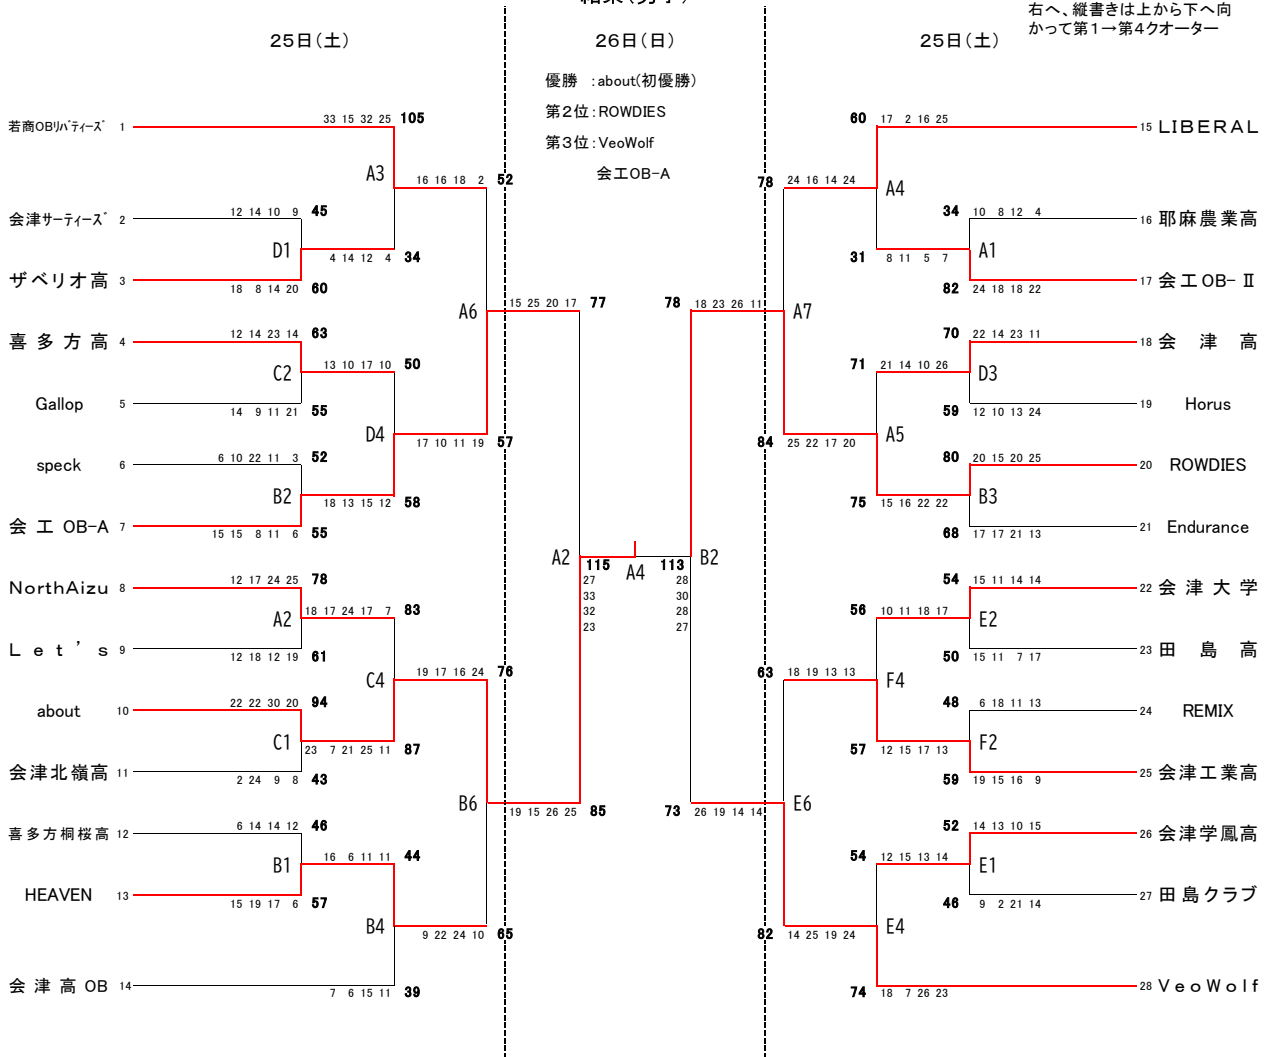 右へ、縦書きは上から下へ向
かって第1→第4クオーター
25日(土)
26日(日)
25日(土)
優勝 :about(初優勝)
第2位:ROWDIES
第3位:VeoWolf
会工OB-A
若商OBリバティーズ 1
33 15 32 25 105
A3
16 16 18 2 52
会津サーティーズ 2
12 14 10 9 45
D1
4 14 12 4 34
ザベリオ高 3
18 8 14 20 60
A6
15 25 20 17 77
喜多方高 4
12 14 23 14 63
C2
13 10 17 10 50
Gallop 5
14 9 11 21 55
D4
17 10 11 19 57
speck 6
6 10 22 11 3 52
B2
18 13 15 12 58
会工OB-A 7
15 15 8 11 6 55
A2
115
27
33
32
23
A4
113
28
30
28
27
B2
NorthAizu 8
12 17 24 25 78
A2
18 17 24 17 7 83
Let's 9
12 18 12 19 61
C4
19 17 16 24 76
about 10
22 22 30 20 94
C1
23 7 21 25 11 87
会津北嶺高 11
2 24 9 8 43
B6
19 15 26 25 85
喜多方桐桜高 12
6 14 14 12 46
B1
16 6 11 11 44
HEAVEN 13
15 19 17 6 57
B4
9 22 24 10 65
会津高OB 14
7 6 15 11 39
60 17 2 16 25
15 LIBERAL
78 24 16 14 24
A4
34 10 8 12 4
16 耶麻農業高
31 8 11 5 7
A1
82 24 18 18 22
17 会工OB-Ⅱ
78 18 23 26 11
A7
70 22 14 23 11
18 会津高
71 21 14 10 26
D3
59 12 10 13 24
19 Horus
84 25 22 17 20
A5
80 20 15 20 25
20 ROWDIES
75 15 16 22 22
B3
68 17 17 21 13
21 Endurance
54 15 11 14 14
22 会津大学
56 10 11 18 17
E2
50 15 11 7 17
23 田島高
63 18 19 13 13
F4
48 6 18 11 13
24 REMIX
57 12 15 17 13
F2
59 19 15 16 9
25 会津工業高
73 26 19 14 14
E6
52 14 13 10 15
26 会津学鳳高
54 12 15 13 14
E1
46 9 2 21 14
27 田島クラブ
82 14 25 19 24
E4
74 18 7 26 23
28 VeoWolf